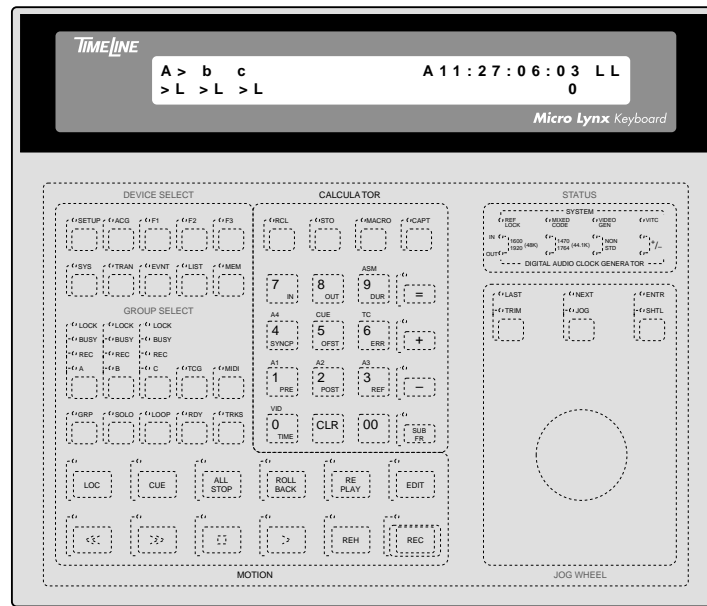 TIMELINE
A> b c A11:27:06:03 LL
>L >L >L 0
Micro Lynx Keyboard
DEVICE SELECT CALCULATOR STATUS
SYSTEM
SETUP ACG F1 F2 F3 RCL STO MACRO CAPT
REF LOCK MIXED CODE VIDEO GEN VITC
IN 1600 1470 NON +/–
OUT 1920 (48K) 1764 (44.1K) STD
DIGITAL AUDIO CLOCK GENERATOR
SYS TRAN EVNT LIST MEM
ASM
7 IN 8 OUT 9 DUR =
LAST NEXT ENTR
TRIM JOG SHTL
GROUP SELECT
A4 CUE TC
4 SYNCP 5 OFST 6 ERR +
LOCK LOCK LOCK
BUSY BUSY BUSY
REC REC REC
A B C TCG MIDI
A1 A2 A3
1 PRE 2 POST 3 REF –
VID
0 TIME CLR 00 SUB FR
GRP SOLO LOOP RDY TRKS
LOC CUE ALL STOP ROLL BACK RE PLAY EDIT
REH REC
MOTION JOG WHEEL